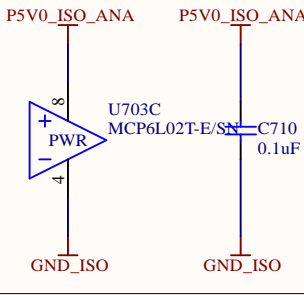 P5V0_ISO_ANA
P5V0_ISO_ANA
8
U703C
MCP6L02T-E/SN
PWR
C710
0.1uF
4
GND_ISO
GND_ISO